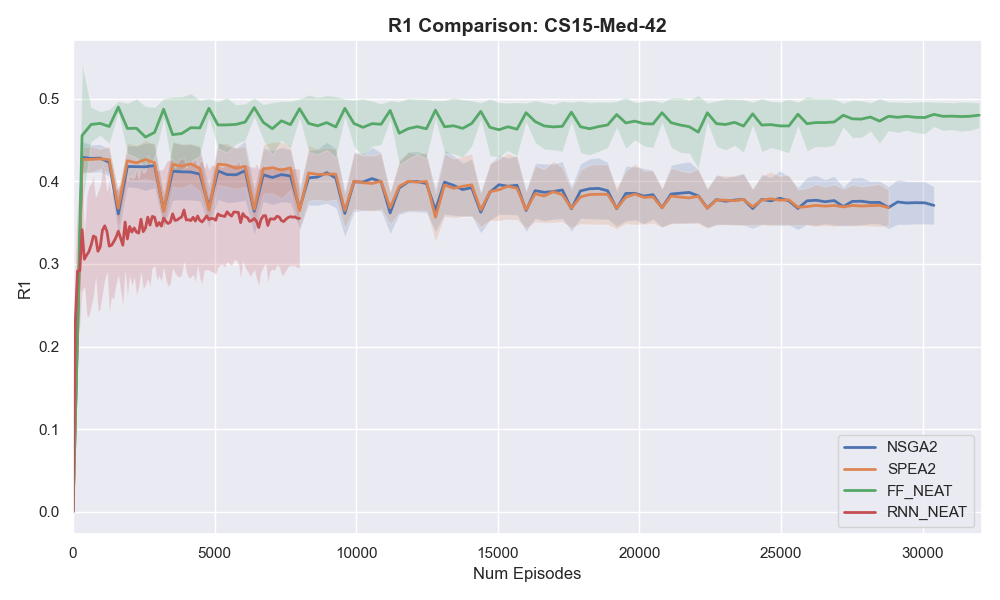 R1 Comparison: CS15-Med-42
R1
0.5
0.4
0.3
0.2
0.1
0.0
0
5000
10000
15000
20000
25000
30000
Num Episodes
NSGA2
SPEA2
FF_NEAT
RNN_NEAT